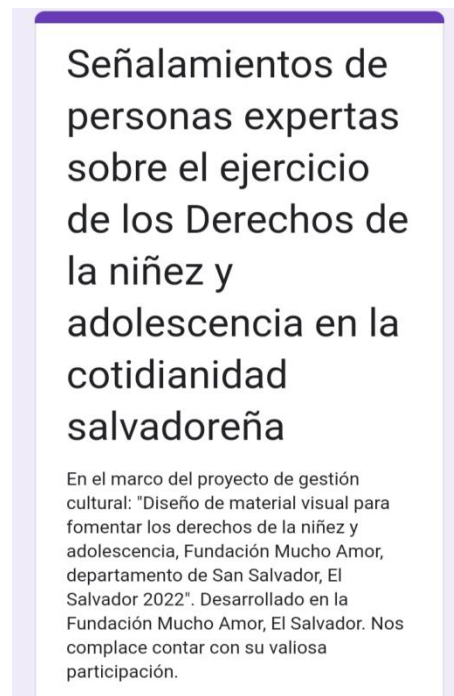 Señalamientos de
personas expertas
sobre el ejercicio
de los Derechos de
la niñez y
adolescencia en la
cotidianidad
salvadoreña
En el marco del proyecto de gestión
cultural: "Diseño de material visual para
fomentar los derechos de la niñez y
adolescencia, Fundación Mucho Amor,
departamento de San Salvador, El
Salvador 2022". Desarrollado en la
Fundación Mucho Amor, El Salvador. Nos
complace contar con su valiosa
participación.